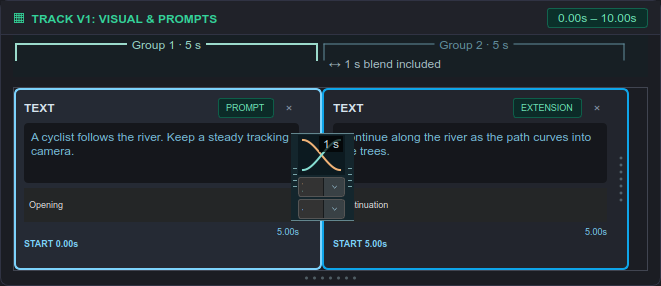 TRACK V1: VISUAL & PROMPTS
0.00s – 10.00s
Group 1 · 5 s
Group 2 · 5 s
↔ 1 s blend included
TEXT
PROMPT
×
A cyclist follows the river. Keep a steady tracking
camera.
Opening
5.00s
START 0.00s
1 s
TEXT
EXTENSION
×
ontinue along the river as the path curves into
trees.
tinuation
5.00s
START 5.00s